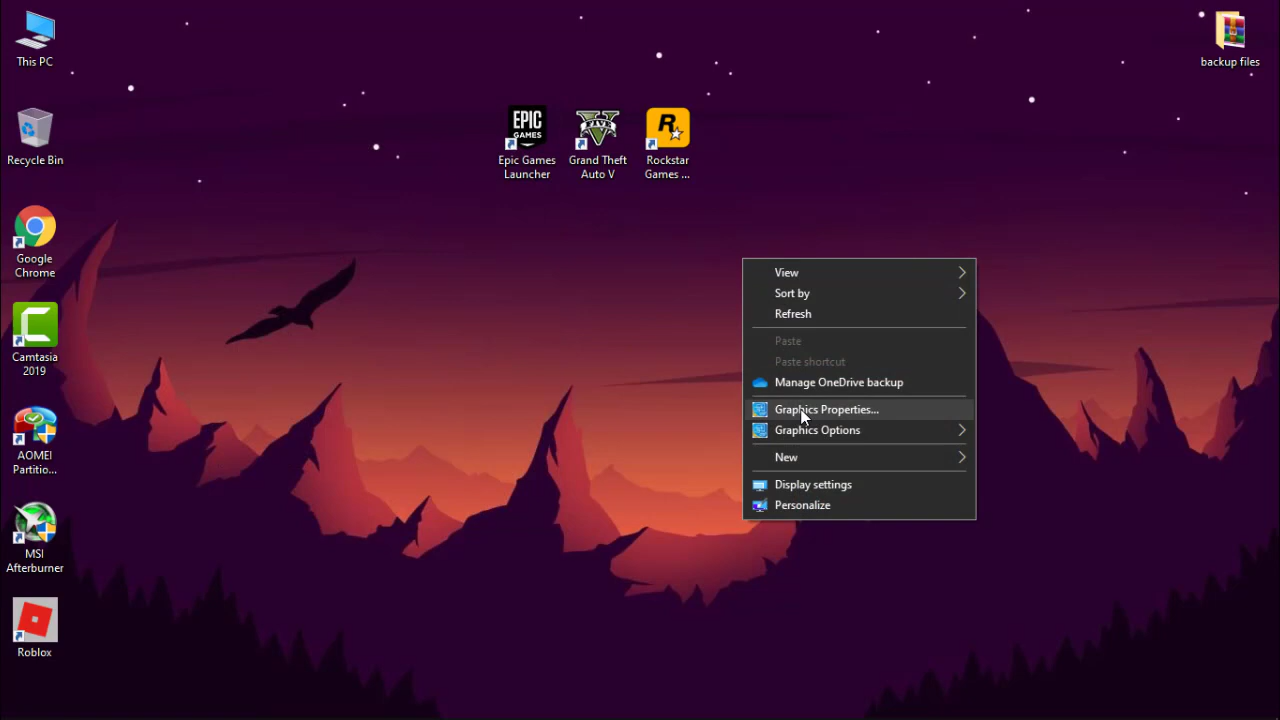 This PC
Recycle Bin
Google
Chrome
Camtasia
2019
AOMEI
Partitio...
MSI
Afterburner
Roblox
EPIC
GAMES
Epic Games
Launcher
V
FIVE
Grand Theft
Auto V
R
Rockstar
Games ...
backup files
View
Sort by
Refresh
Paste
Paste shortcut
Manage OneDrive backup
Graphics Properties...
Graphics Options
New
Display settings
Personalize